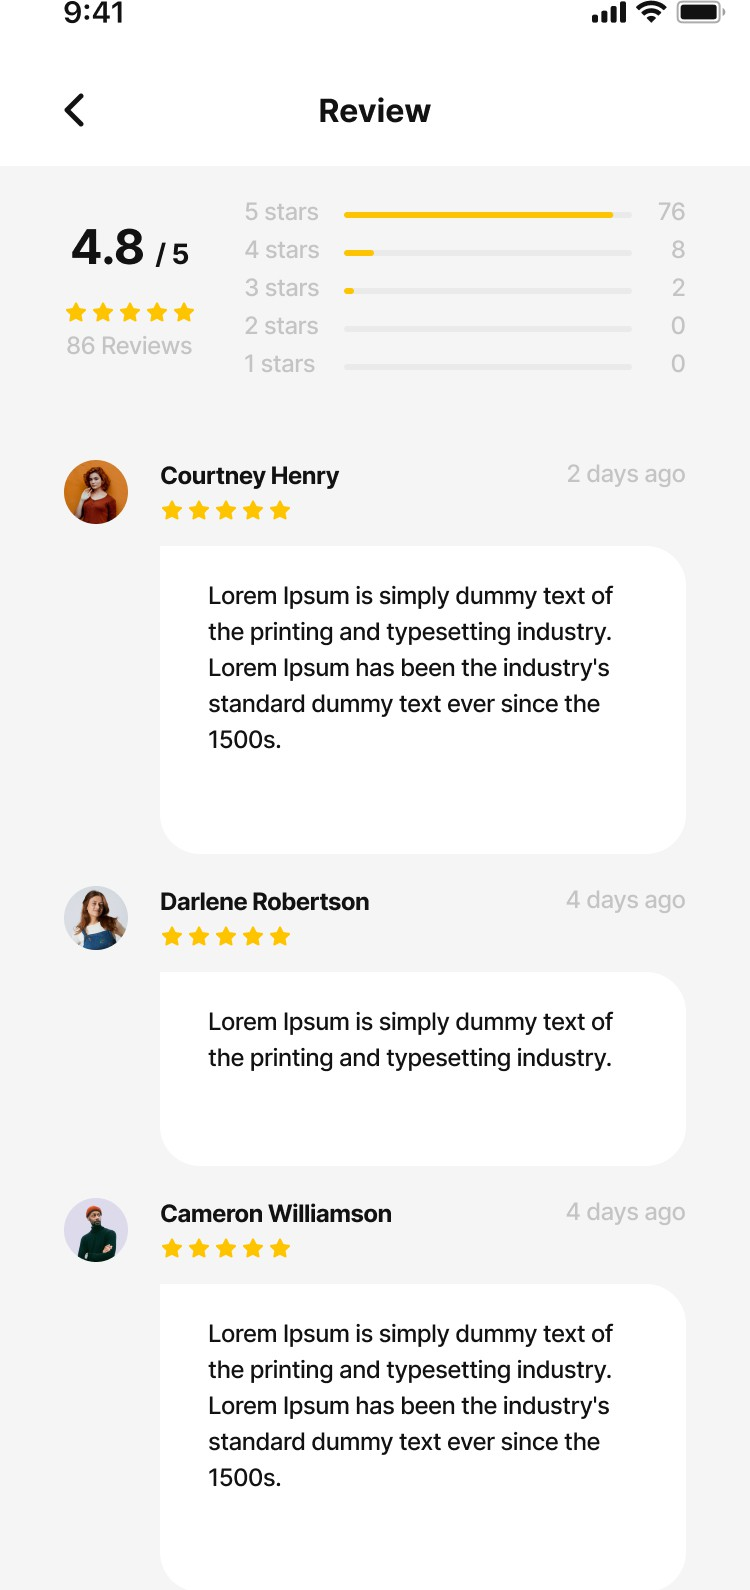 9:41
Review
4.8 / 5
86 Reviews
5 stars 76
4 stars 8
3 stars 2
2 stars 0
1 stars 0
Courtney Henry 2 days ago
Lorem Ipsum is simply dummy text of
the printing and typesetting industry.
Lorem Ipsum has been the industry's
standard dummy text ever since the
1500s.
Darlene Robertson 4 days ago
Lorem Ipsum is simply dummy text of
the printing and typesetting industry.
Cameron Williamson 4 days ago
Lorem Ipsum is simply dummy text of
the printing and typesetting industry.
Lorem Ipsum has been the industry's
standard dummy text ever since the
1500s.